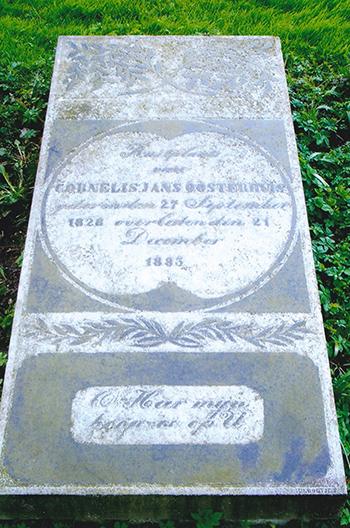 Rustplaats
van
CORNELIS JANS OOSTERHUIS
geboren den 27 September
1828 overleden den 21
December
1885.
O Heer mijn
hoop is op U